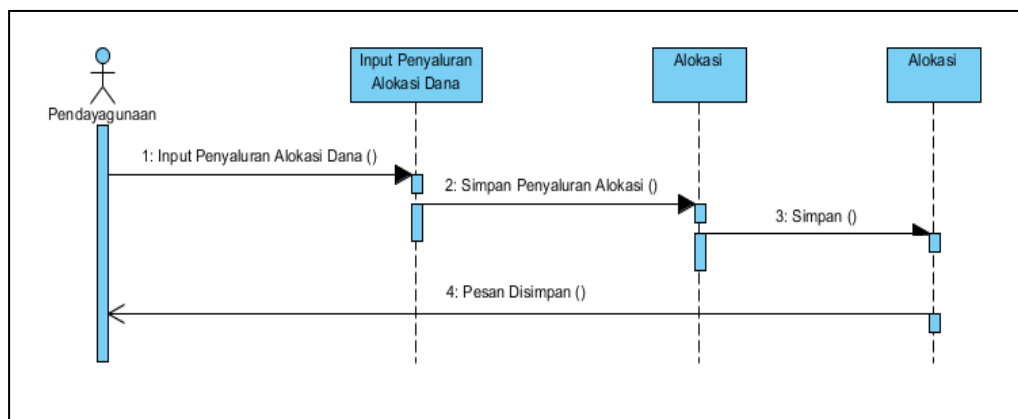 Input Penyaluran
Alokasi Dana
Alokasi
Alokasi
Pendayagunaan
1: Input Penyaluran Alokasi Dana ()
2: Simpan Penyaluran Alokasi ()
3: Simpan ()
4: Pesan Disimpan ()